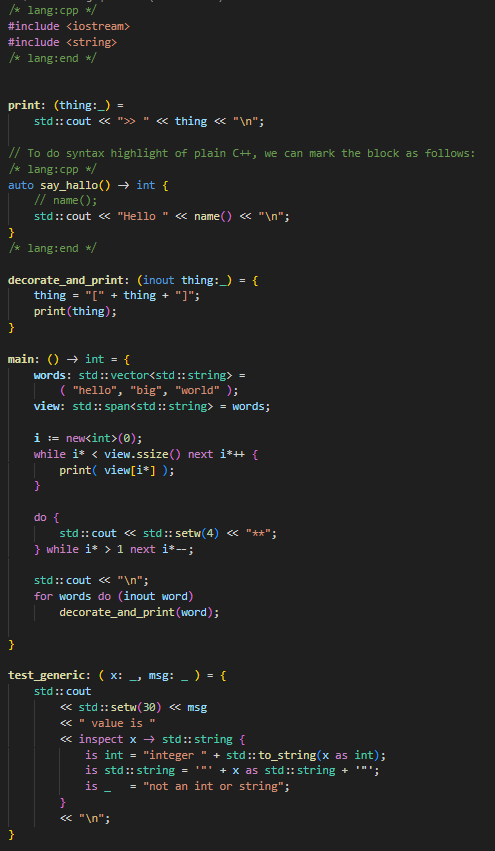 /* lang:cpp */
#include <iostream>
#include <string>
/* lang:end */
print: (thing:_) =
    std::cout << ">> " << thing << "\n";
// To do syntax highlight of plain C++, we can mark the block as follows:
/* lang:cpp */
auto say_hallo() -> int {
    // name();
    std::cout << "Hello " << name() << "\n";
}
/* lang:end */
decorate_and_print: (inout thing:_) = {
    thing = "[" + thing + "]";
    print(thing);
}
main: () -> int = {
    words: std::vector<std::string> =
        ( "hello", "big", "world" );
    view: std::span<std::string> = words;
    i := new<int>(0);
    while i* < view.ssize() next i*++ {
        print( view[i*] );
    }
    do {
        std::cout << std::setw(4) << "**";
    } while i* > 1 next i*--;
    std::cout << "\n";
    for words do (inout word)
        decorate_and_print(word);
}
test_generic: ( x: _, msg: _ ) = {
    std::cout
        << std::setw(30) << msg
        << " value is "
        << inspect x -> std::string {
            is int = "integer " + std::to_string(x as int);
            is std::string = '"' + x as std::string + '"';
            is _   = "not an int or string";
        }
        << "\n";
}